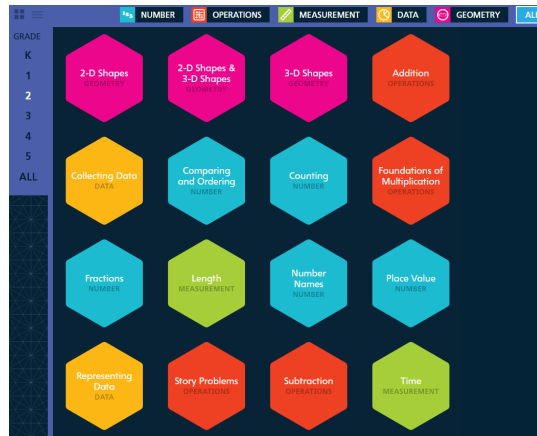 NUMBER OPERATIONS MEASUREMENT DATA GEOMETRY
GRADE
K
1
2
3
4
5
ALL
2-D Shapes
GEOMETRY
2-D Shapes &
3-D Shapes
GEOMETRY
3-D Shapes
GEOMETRY
Addition
OPERATIONS
Collecting Data
DATA
Comparing
and Ordering
NUMBER
Counting
NUMBER
Foundations of
Multiplication
OPERATIONS
Fractions
NUMBER
Length
MEASUREMENT
Number
Names
NUMBER
Place Value
NUMBER
Representing
Data
DATA
Story Problems
OPERATIONS
Subtraction
OPERATIONS
Time
MEASUREMENT